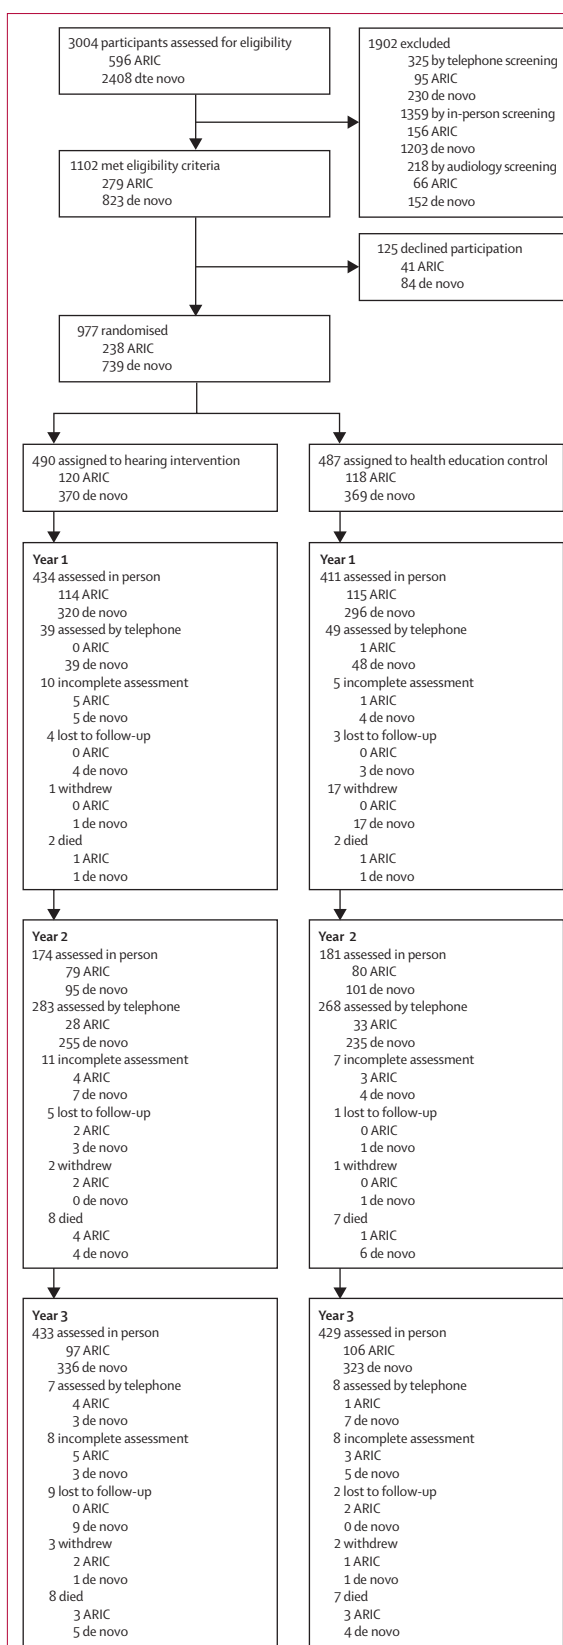 3004 participants assessed for eligibility
596 ARIC
2408 dte novo
1902 excluded
325 by telephone screening
95 ARIC
230 de novo
1359 by in-person screening
156 ARIC
1203 de novo
218 by audiology screening
66 ARIC
152 de novo
1102 met eligibility criteria
279 ARIC
823 de novo
125 declined participation
41 ARIC
84 de novo
977 randomised
238 ARIC
739 de novo
490 assigned to hearing intervention
120 ARIC
370 de novo
487 assigned to health education control
118 ARIC
369 de novo
Year 1
434 assessed in person
114 ARIC
320 de novo
39 assessed by telephone
0 ARIC
39 de novo
10 incomplete assessment
5 ARIC
5 de novo
4 lost to follow-up
0 ARIC
4 de novo
1 withdrew
0 ARIC
1 de novo
2 died
1 ARIC
1 de novo
Year 1
411 assessed in person
115 ARIC
296 de novo
49 assessed by telephone
1 ARIC
48 de novo
5 incomplete assessment
1 ARIC
4 de novo
3 lost to follow-up
0 ARIC
3 de novo
17 withdrew
0 ARIC
17 de novo
2 died
1 ARIC
1 de novo
Year 2
174 assessed in person
79 ARIC
95 de novo
283 assessed by telephone
28 ARIC
255 de novo
11 incomplete assessment
4 ARIC
7 de novo
5 lost to follow-up
2 ARIC
3 de novo
2 withdrew
2 ARIC
0 de novo
8 died
4 ARIC
4 de novo
Year 2
181 assessed in person
80 ARIC
101 de novo
268 assessed by telephone
33 ARIC
235 de novo
7 incomplete assessment
3 ARIC
4 de novo
1 lost to follow-up
0 ARIC
1 de novo
1 withdrew
0 ARIC
1 de novo
7 died
1 ARIC
6 de novo
Year 3
433 assessed in person
97 ARIC
336 de novo
7 assessed by telephone
4 ARIC
3 de novo
8 incomplete assessment
5 ARIC
3 de novo
9 lost to follow-up
0 ARIC
9 de novo
3 withdrew
2 ARIC
1 de novo
8 died
3 ARIC
5 de novo
Year 3
429 assessed in person
106 ARIC
323 de novo
8 assessed by telephone
1 ARIC
7 de novo
8 incomplete assessment
3 ARIC
5 de novo
2 lost to follow-up
2 ARIC
0 de novo
2 withdrew
1 ARIC
1 de novo
7 died
3 ARIC
4 de novo